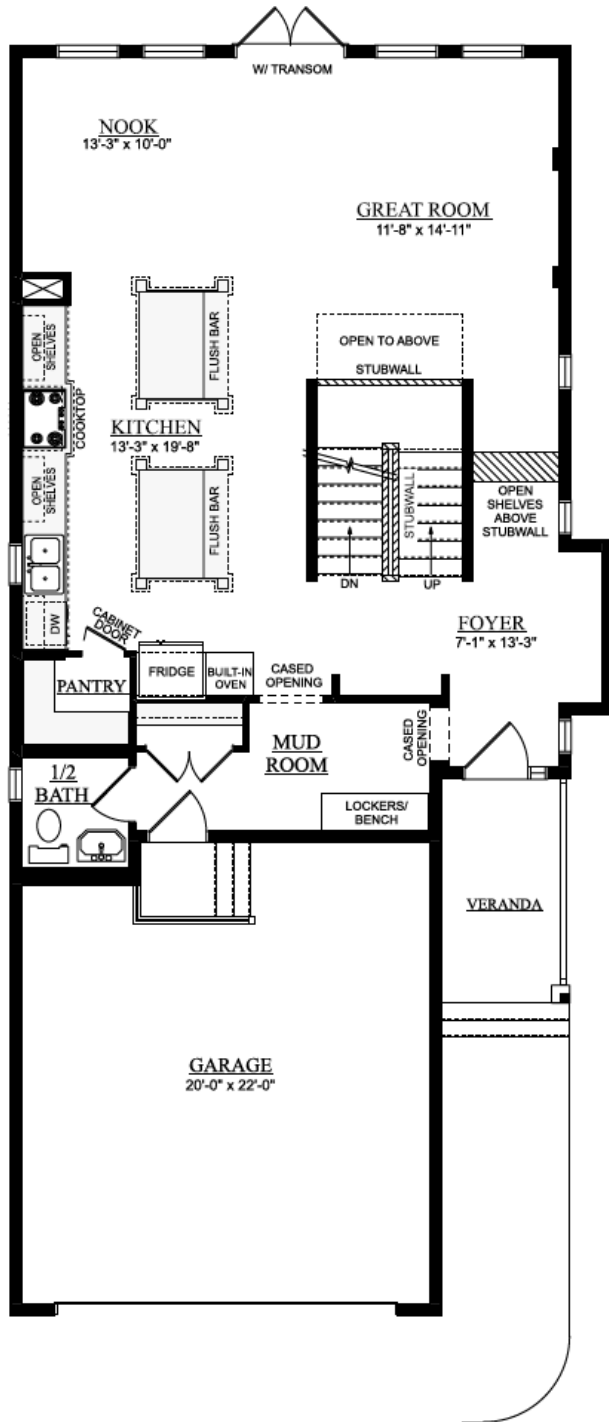 W/ TRANSOM
NOOK
13'-3" x 10'-0"
GREAT ROOM
11'-8" x 14'-11"
OPEN
SHELVES
FLUSH BAR
OPEN TO ABOVE
STUBWALL
COOKTOP
KITCHEN
13'-3" x 19'-8"
OPEN
SHELVES
FLUSH BAR
STUBWALL
OPEN
SHELVES
ABOVE
STUBWALL
DN
UP
DW
CABINET
DOOR
FOYER
7'-1" x 13'-3"
PANTRY
FRIDGE
BUILT-IN
OVEN
CASED
OPENING
MUD
ROOM
CASED
OPENING
1/2
BATH
LOCKERS/
BENCH
VERANDA
GARAGE
20'-0" x 22'-0"